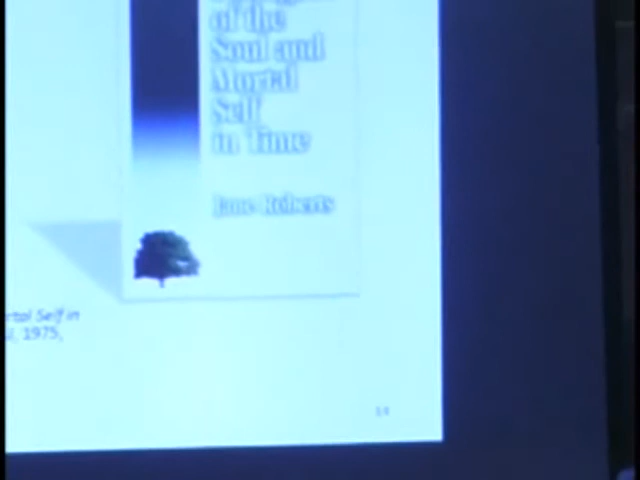 of the
Soul and
Mortal
Self
in Time
Jane Roberts
rtal Self in
1975,
14